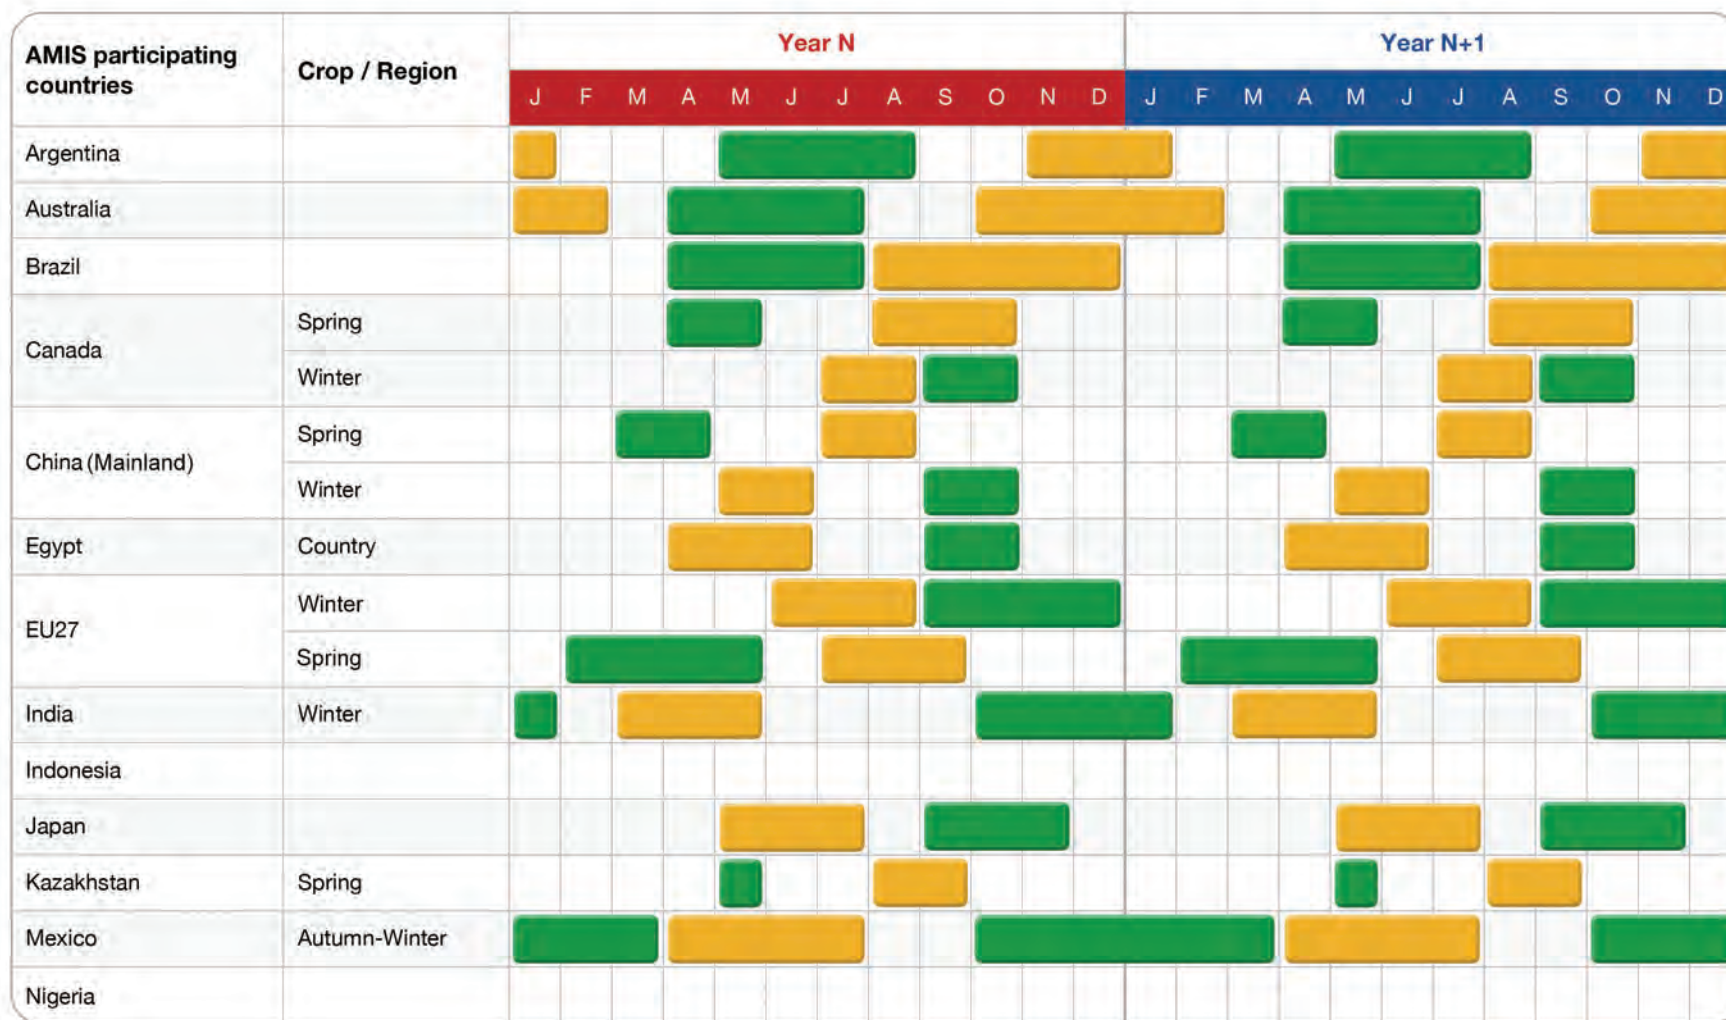 AMIS participating
countries
Crop / Region
Year N
Year N+1
J F M A M J J A S O N D J F M A M J J A S O N D
Argentina
Australia
Brazil
Canada
Spring
Winter
China (Mainland)
Spring
Winter
Egypt
Country
EU27
Winter
Spring
India
Winter
Indonesia
Japan
Kazakhstan
Spring
Mexico
Autumn-Winter
Nigeria